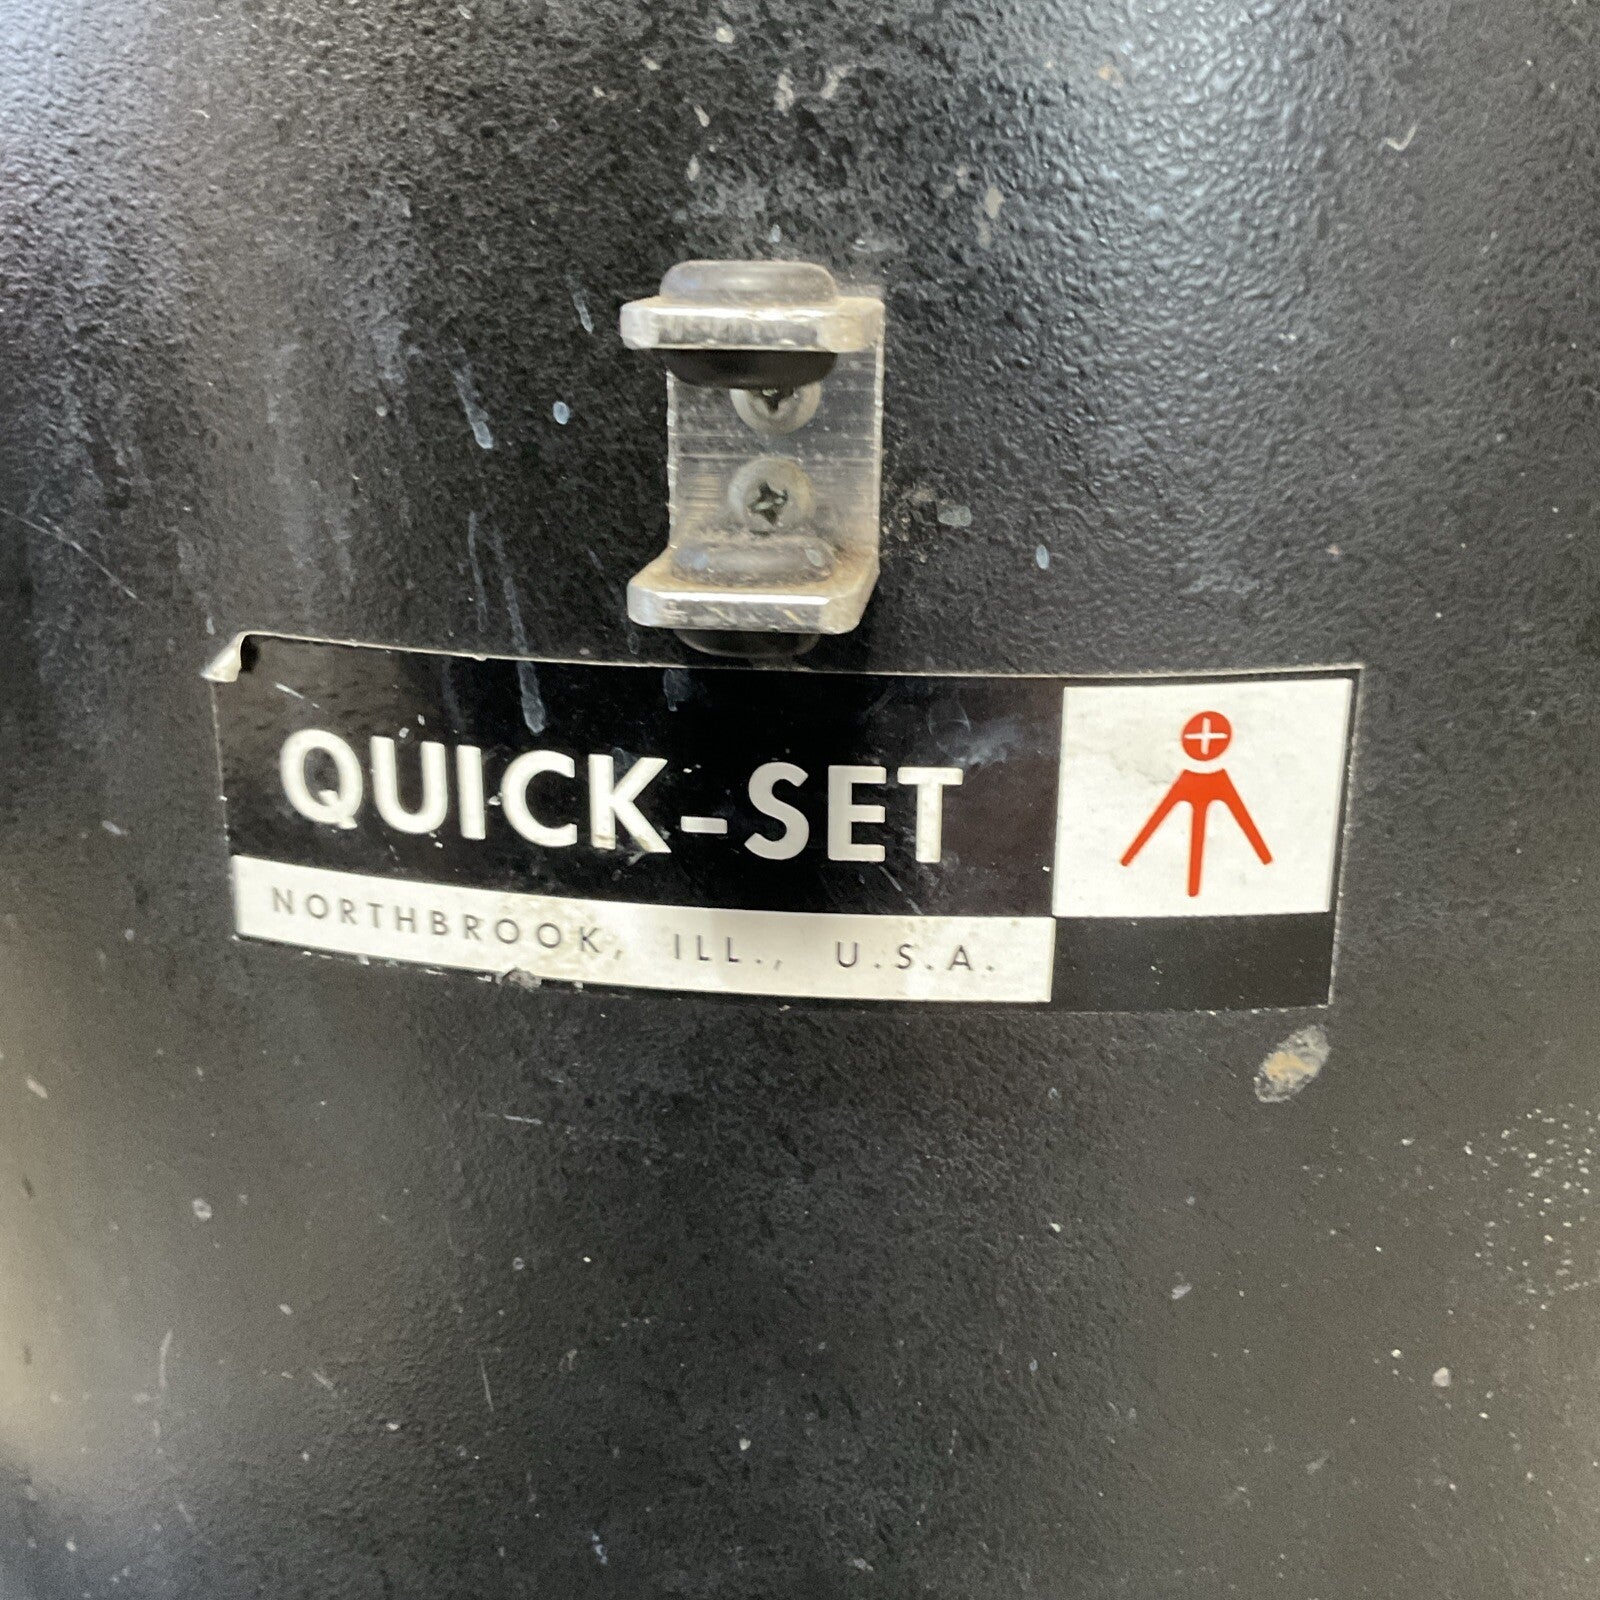 QUICK-SET
NORTHBROOK, ILL., U.S.A.